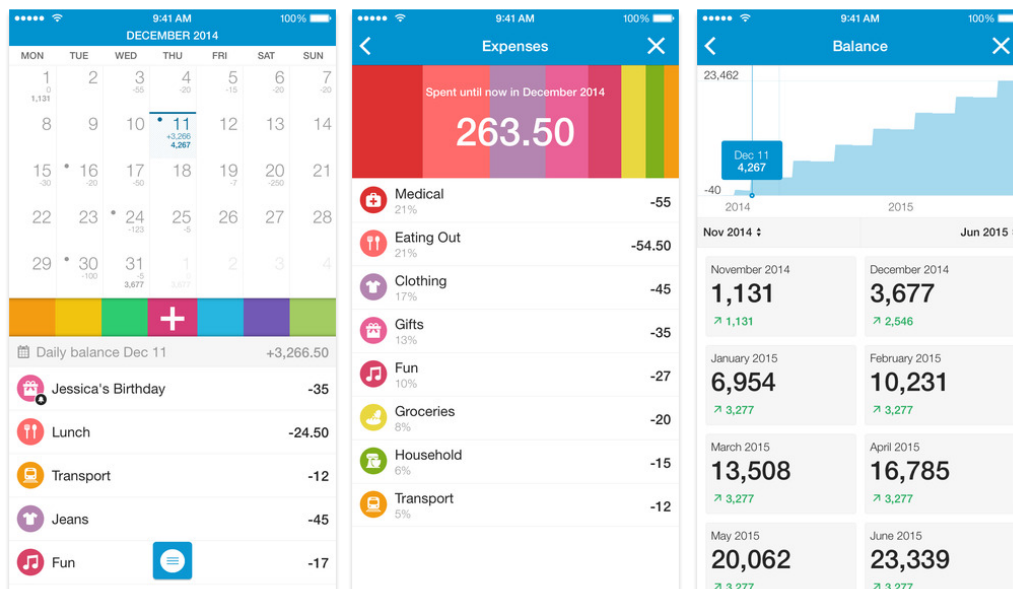 9:41 AM 100%
DECEMBER 2014
MON TUE WED THU FRI SAT SUN
1 2 3 4 5 6 7
0 -55 -20 -15 -20 -20
1,131
8 9 10 11 12 13 14
+3,266
4,267
15 16 17 18 19 20 21
-30 -20 -50 -7 -250
22 23 24 25 26 27 28
-123 -5
29 30 31 1 2 3 4
-100 -5 0
3,677 3,677
+
Daily balance Dec 11 +3,266.50
Jessica's Birthday -35
Lunch -24.50
Transport -12
Jeans -45
Fun -17
9:41 AM 100%
Expenses
Spent until now in December 2014
263.50
Medical -55
21%
Eating Out -54.50
21%
Clothing -45
17%
Gifts -35
13%
Fun -27
10%
Groceries -20
8%
Household -15
6%
Transport -12
5%
9:41 AM 100%
Balance
23,462
Dec 11
4,267
-40
2014 2015
Nov 2014 Jun 2015
November 2014 December 2014
1,131 3,677
1,131 2,546
January 2015 February 2015
6,954 10,231
3,277 3,277
March 2015 April 2015
13,508 16,785
3,277 3,277
May 2015 June 2015
20,062 23,339
3,277 3,277